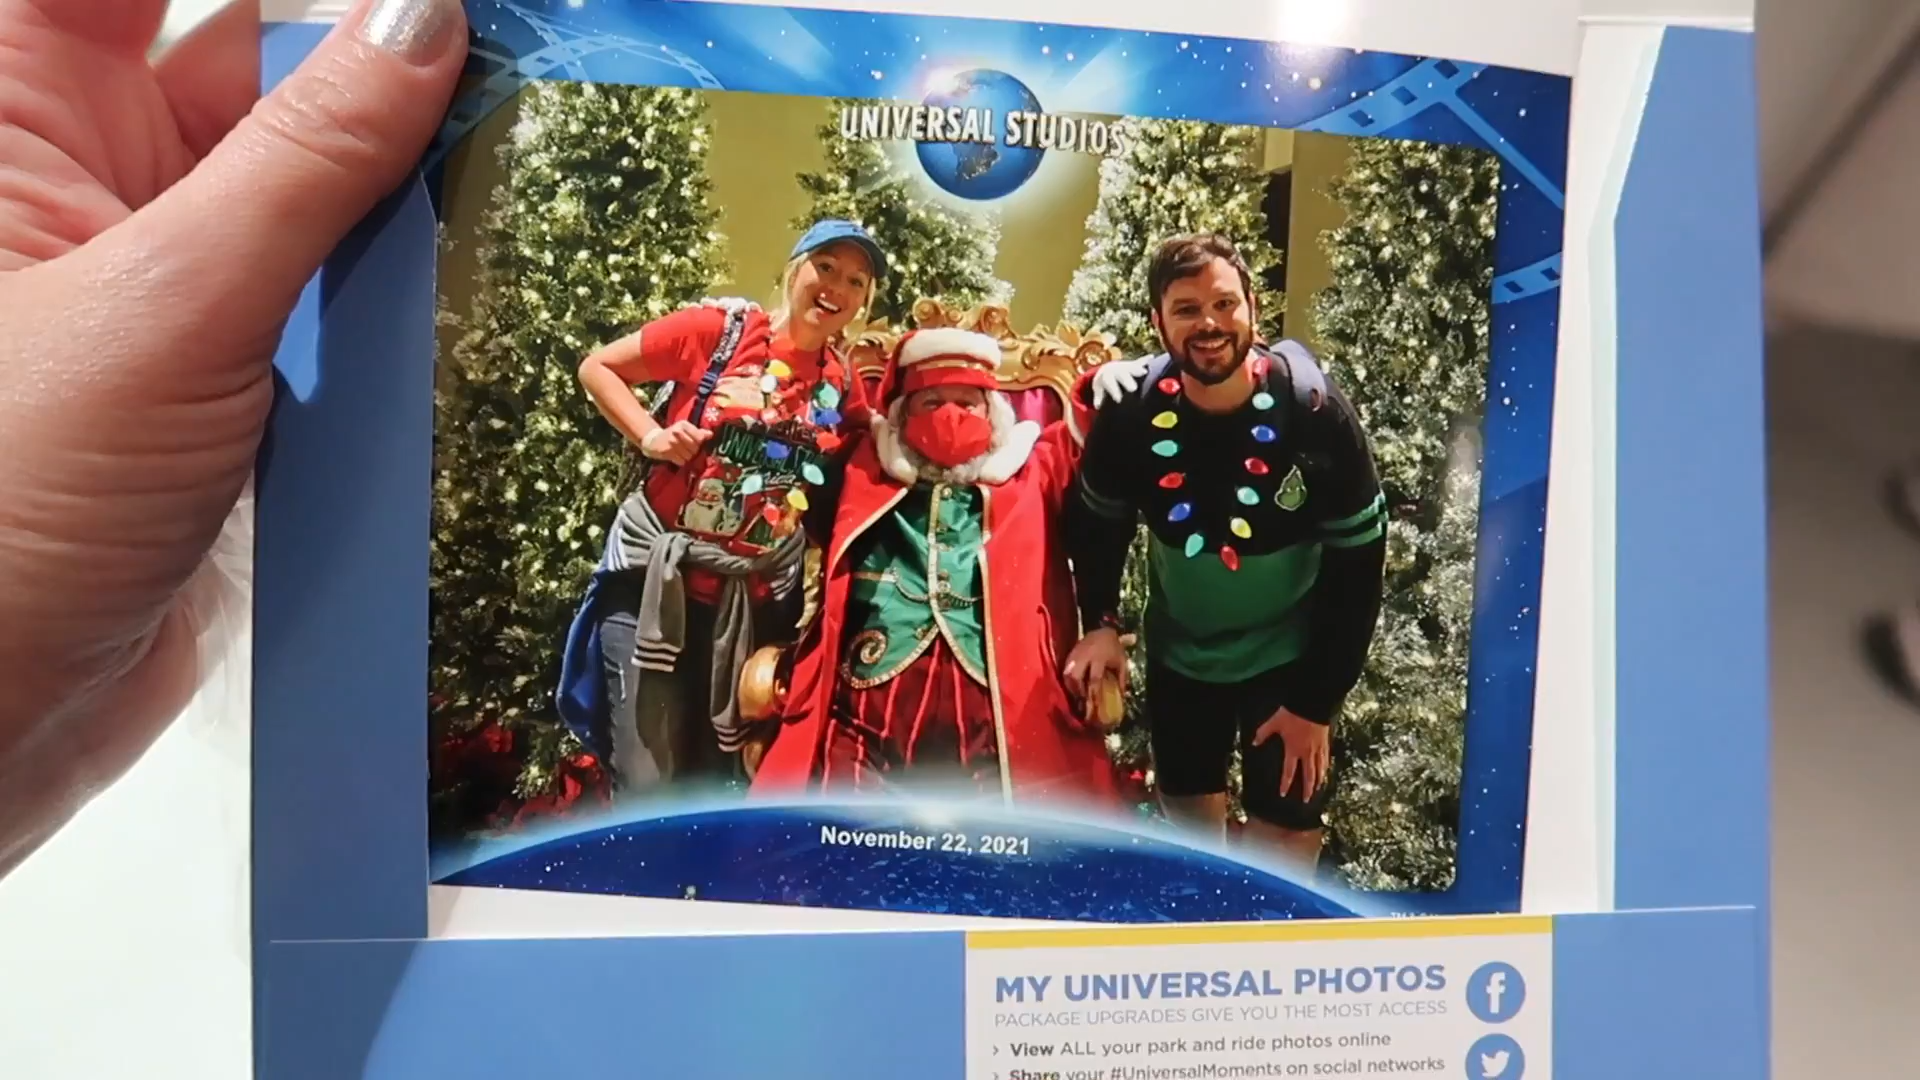 UNIVERSAL STUDIOS
November 22, 2021
MY UNIVERSAL PHOTOS
PACKAGE UPGRADES GIVE YOU THE MOST ACCESS
› View ALL your park and ride photos online
› Share your #UniversalMoments on social networks